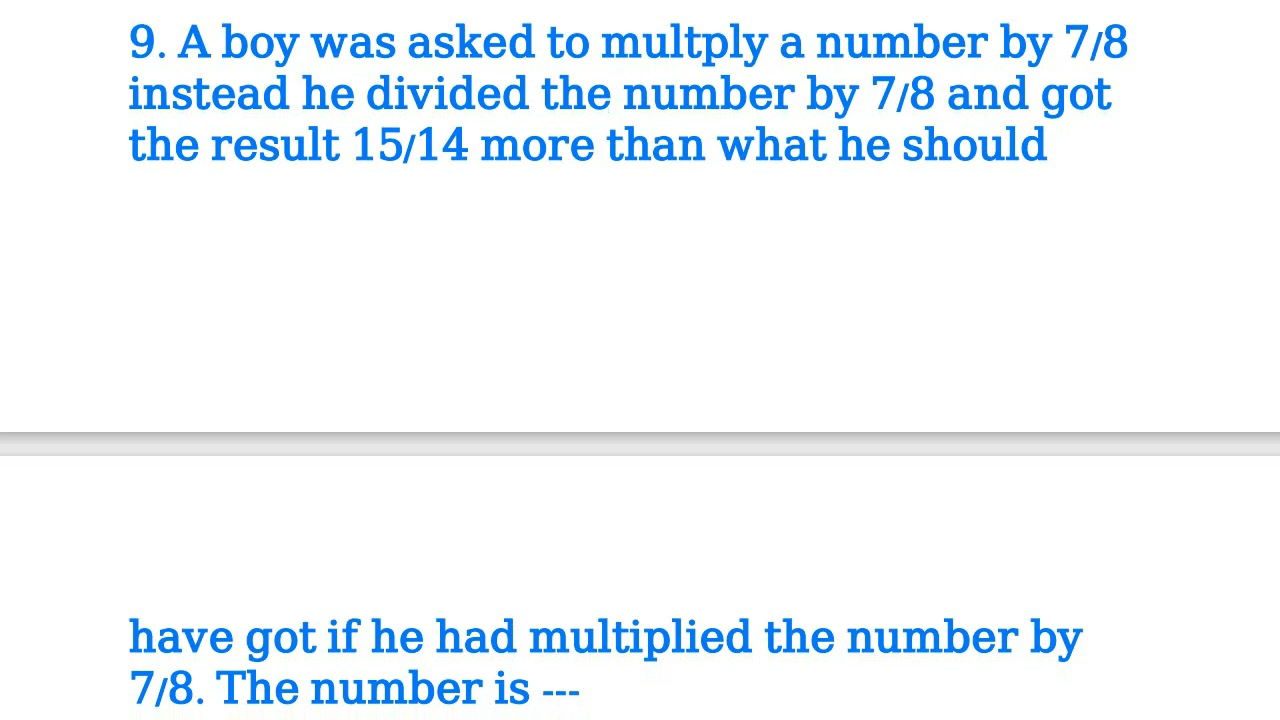 9. A boy was asked to multply a number by 7/8
instead he divided the number by 7/8 and got
the result 15/14 more than what he should
have got if he had multiplied the number by
7/8. The number is ---